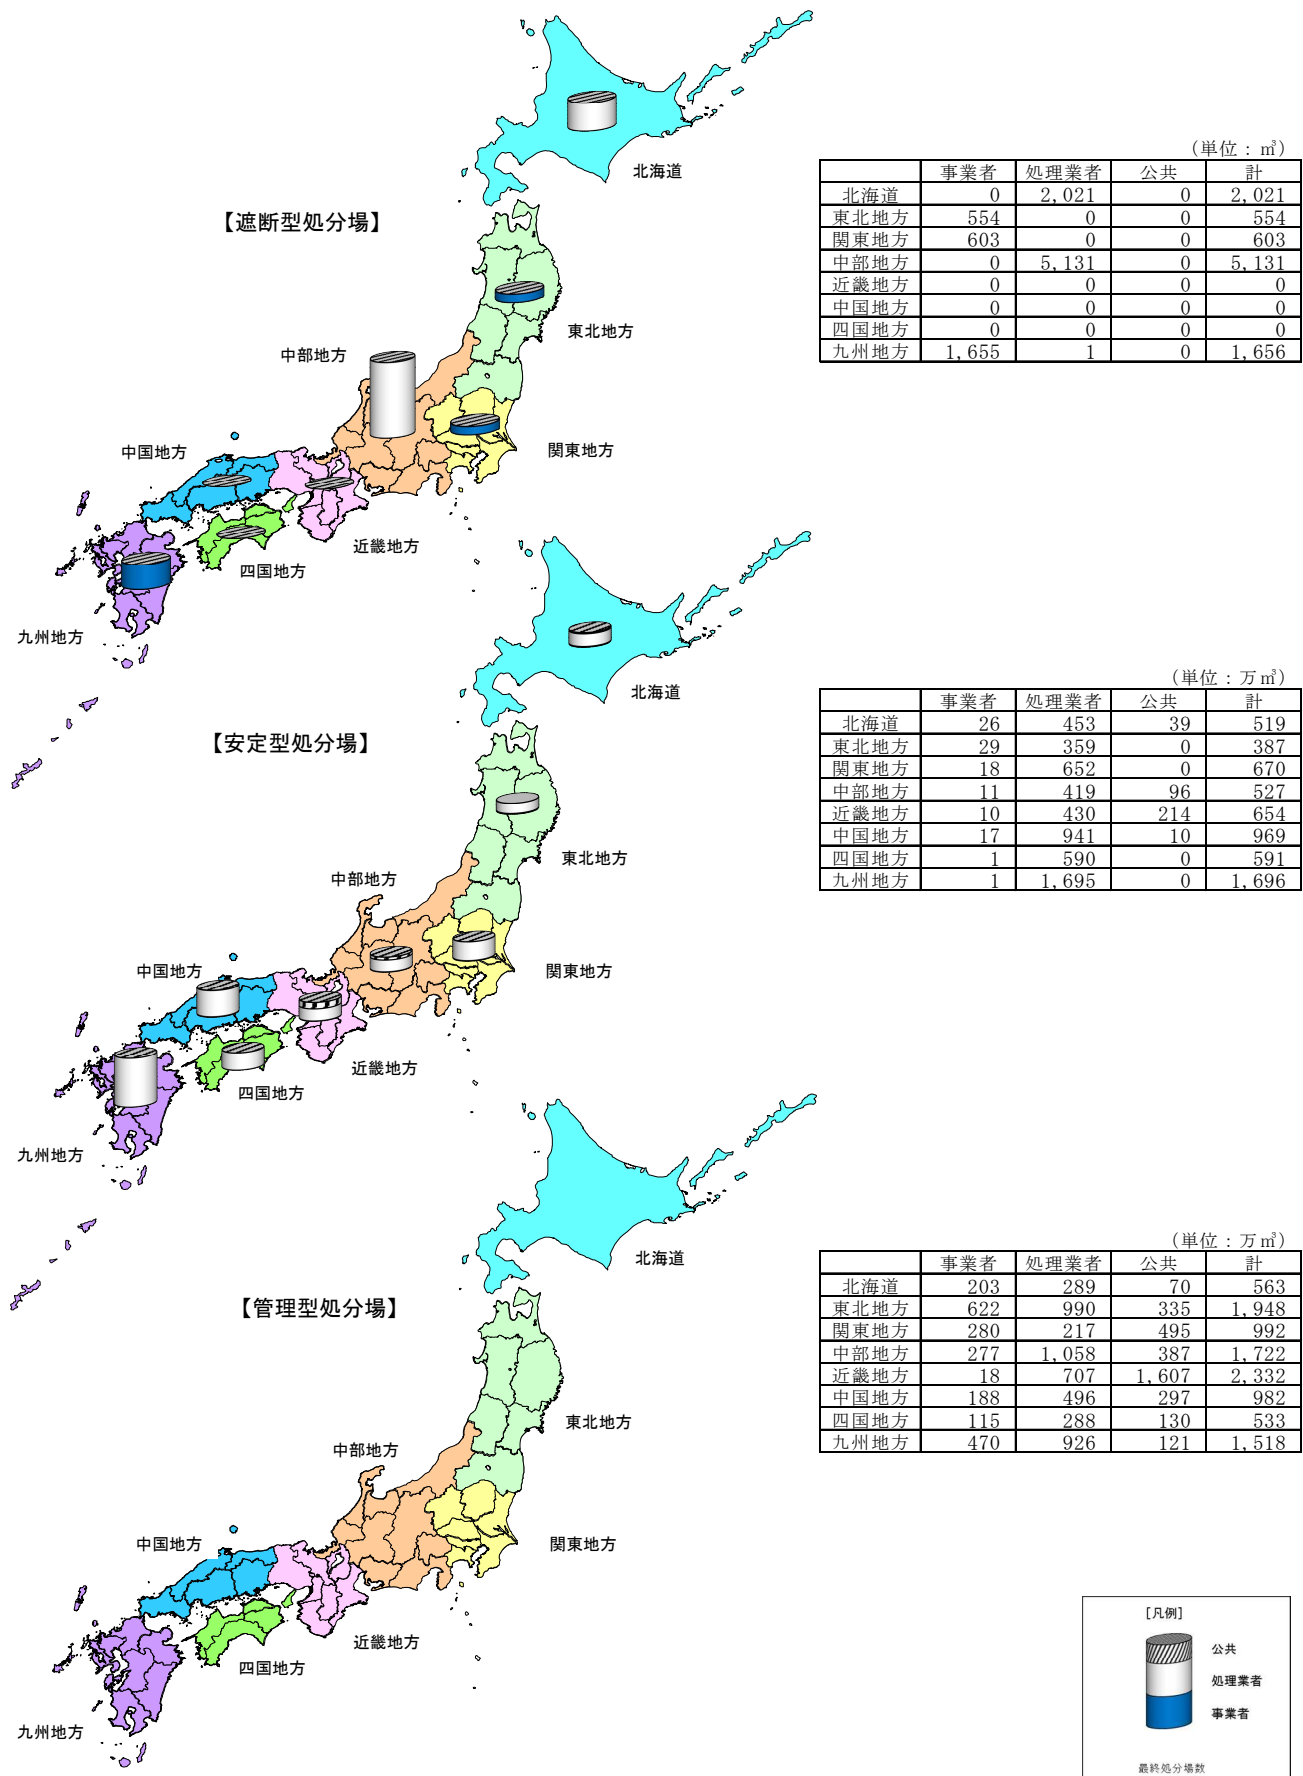 北海道
【遮断型処分場】
東北地方
中部地方
関東地方
中国地方
近畿地方
四国地方
九州地方
（単位：㎥）
事業者 処理業者 公共 計
北海道 0 2,021 0 2,021
東北地方 554 0 0 554
関東地方 603 0 0 603
中部地方 0 5,131 0 5,131
近畿地方 0 0 0 0
中国地方 0 0 0 0
四国地方 0 0 0 0
九州地方 1,655 1 0 1,656
北海道
【安定型処分場】
東北地方
中部地方
関東地方
中国地方
近畿地方
四国地方
九州地方
（単位：万㎥）
事業者 処理業者 公共 計
北海道 26 453 39 519
東北地方 29 359 0 387
関東地方 18 652 0 670
中部地方 11 419 96 527
近畿地方 10 430 214 654
中国地方 17 941 10 969
四国地方 1 590 0 591
九州地方 1 1,695 0 1,696
北海道
【管理型処分場】
東北地方
中部地方
関東地方
中国地方
近畿地方
四国地方
九州地方
（単位：万㎥）
事業者 処理業者 公共 計
北海道 203 289 70 563
東北地方 622 990 335 1,948
関東地方 280 217 495 992
中部地方 277 1,058 387 1,722
近畿地方 18 707 1,607 2,332
中国地方 188 496 297 982
四国地方 115 288 130 533
九州地方 470 926 121 1,518
［凡例］
公共
処理業者
事業者
最終処分場数